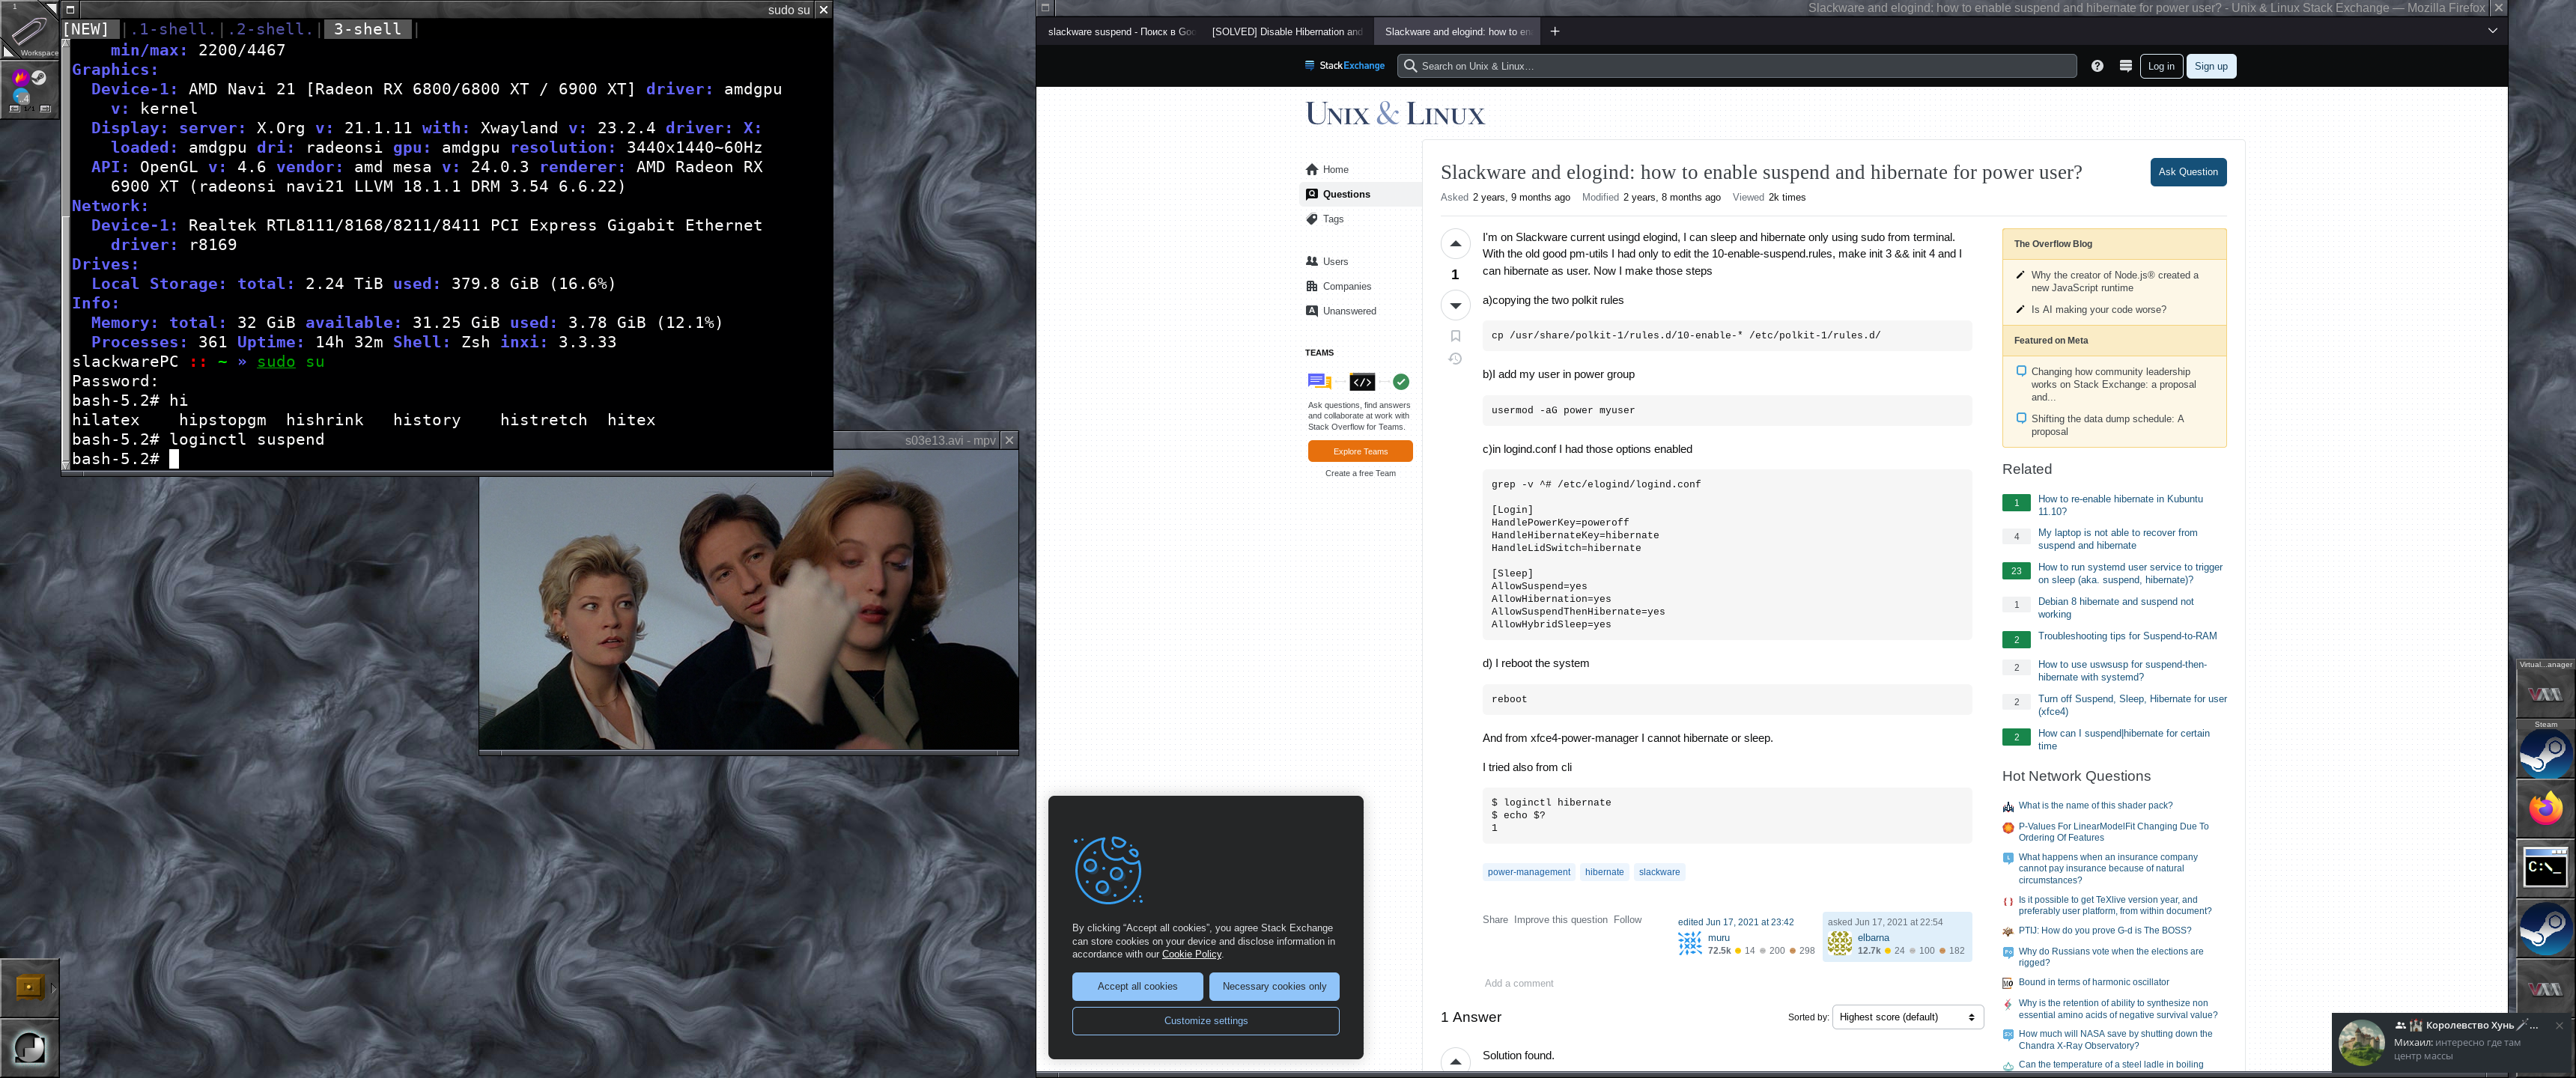 1
Workspace
1/1
sudo su
[NEW] |.1-shell.|.2-shell.| 3-shell |
min/max: 2200/4467
Graphics:
Device-1: AMD Navi 21 [Radeon RX 6800/6800 XT / 6900 XT] driver: amdgpu
v: kernel
Display: server: X.Org v: 21.1.11 with: Xwayland v: 23.2.4 driver: X:
loaded: amdgpu dri: radeonsi gpu: amdgpu resolution: 3440x1440~60Hz
API: OpenGL v: 4.6 vendor: amd mesa v: 24.0.3 renderer: AMD Radeon RX
6900 XT (radeonsi navi21 LLVM 18.1.1 DRM 3.54 6.6.22)
Network:
Device-1: Realtek RTL8111/8168/8211/8411 PCI Express Gigabit Ethernet
driver: r8169
Drives:
Local Storage: total: 2.24 TiB used: 379.8 GiB (16.6%)
Info:
Memory: total: 32 GiB available: 31.25 GiB used: 3.78 GiB (12.1%)
Processes: 361 Uptime: 14h 32m Shell: Zsh inxi: 3.3.33
slackwarePC :: ~ » sudo su
Password:
bash-5.2# hi
hilatex hipstopgm hishrink history histretch hitex
bash-5.2# loginctl suspend
bash-5.2#
s03e13.avi - mpv
Slackware and elogind: how to enable suspend and hibernate for power user? - Unix & Linux Stack Exchange — Mozilla Firefox
slackware suspend - Поиск в Goo
[SOLVED] Disable Hibernation and
Slackware and elogind: how to en
StackExchange
Search on Unix & Linux…
Log in
Sign up
UNIX & LINUX
Home
Questions
Tags
Users
Companies
Unanswered
TEAMS
Ask questions, find answers
and collaborate at work with
Stack Overflow for Teams.
Explore Teams
Create a free Team
Slackware and elogind: how to enable suspend and hibernate for power user?
Ask Question
Asked 2 years, 9 months ago Modified 2 years, 8 months ago Viewed 2k times
1
I'm on Slackware current usingd elogind, I can sleep and hibernate only using sudo from terminal.
With the old good pm-utils I had only to edit the 10-enable-suspend.rules, make init 3 && init 4 and I
can hibernate as user. Now I make those steps
a)copying the two polkit rules
cp /usr/share/polkit-1/rules.d/10-enable-* /etc/polkit-1/rules.d/
b)I add my user in power group
usermod -aG power myuser
c)in logind.conf I had those options enabled
grep -v ^# /etc/elogind/logind.conf
[Login]
HandlePowerKey=poweroff
HandleHibernateKey=hibernate
HandleLidSwitch=hibernate
[Sleep]
AllowSuspend=yes
AllowHibernation=yes
AllowSuspendThenHibernate=yes
AllowHybridSleep=yes
d) I reboot the system
reboot
And from xfce4-power-manager I cannot hibernate or sleep.
I tried also from cli
$ loginctl hibernate
$ echo $?
1
power-management hibernate slackware
Share Improve this question Follow
edited Jun 17, 2021 at 23:42
muru
72.5k 14 200 298
asked Jun 17, 2021 at 22:54
elbarna
12.7k 24 100 182
Add a comment
1 Answer
Sorted by: Highest score (default)
Solution found.
The Overflow Blog
Why the creator of Node.js® created a
new JavaScript runtime
Is AI making your code worse?
Featured on Meta
Changing how community leadership
works on Stack Exchange: a proposal
and...
Shifting the data dump schedule: A
proposal
Related
1 How to re-enable hibernate in Kubuntu
11.10?
4 My laptop is not able to recover from
suspend and hibernate
23 How to run systemd user service to trigger
on sleep (aka. suspend, hibernate)?
1 Debian 8 hibernate and suspend not
working
2 Troubleshooting tips for Suspend-to-RAM
2 How to use uswsusp for suspend-then-
hibernate with systemd?
2 Turn off Suspend, Sleep, Hibernate for user
(xfce4)
2 How can I suspend|hibernate for certain
time
Hot Network Questions
What is the name of this shader pack?
P-Values For LinearModelFit Changing Due To
Ordering Of Features
What happens when an insurance company
cannot pay insurance because of natural
circumstances?
Is it possible to get TeXlive version year, and
preferably user platform, from within document?
PTIJ: How do you prove G-d is The BOSS?
Why do Russians vote when the elections are
rigged?
Bound in terms of harmonic oscillator
Why is the retention of ability to synthesize non
essential amino acids of negative survival value?
How much will NASA save by shutting down the
Chandra X-Ray Observatory?
Can the temperature of a steel ladle in boiling
By clicking “Accept all cookies”, you agree Stack Exchange
can store cookies on your device and disclose information in
accordance with our Cookie Policy.
Accept all cookies
Necessary cookies only
Customize settings
Virtual...anager
Steam
C:\_
Королевство Хунь ...
Михаил: интересно где там
центр массы